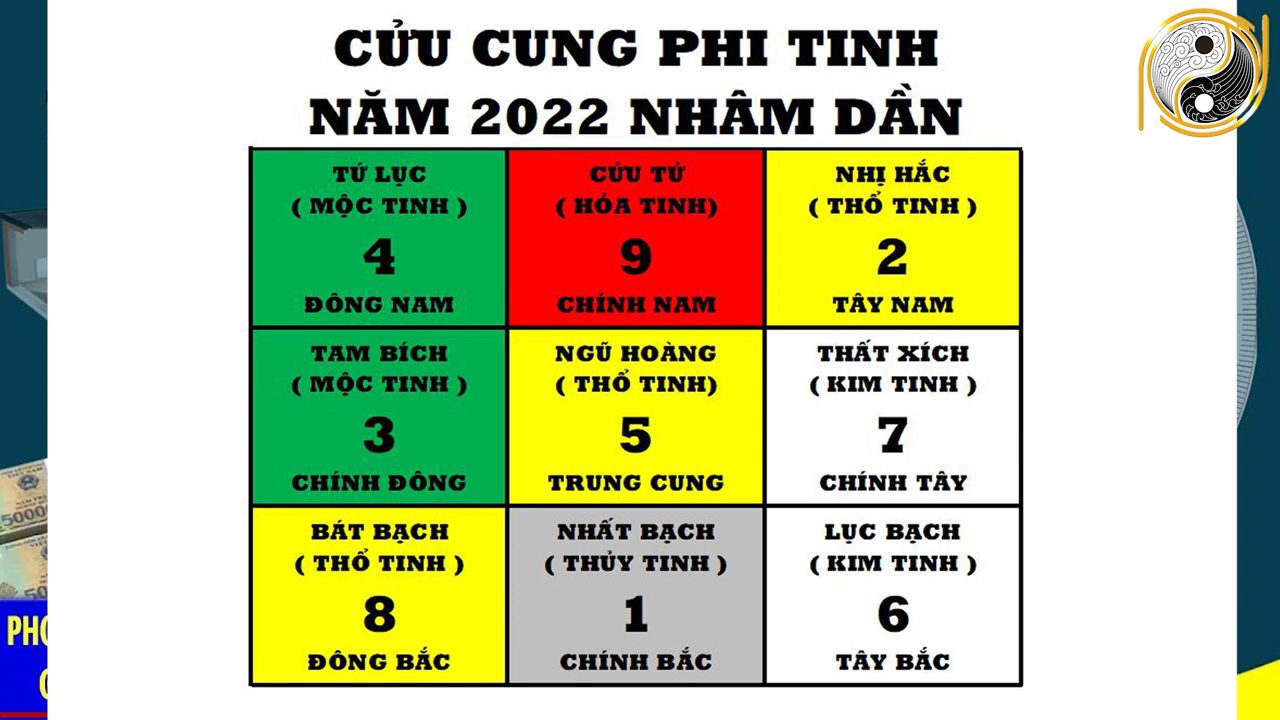 CỬU CUNG PHI TINH
NĂM 2022 NHÂM DẦN
TỨ LỤC
( MỘC TINH )
4
ĐÔNG NAM
CỬU TỬ
( HỎA TINH)
9
CHÍNH NAM
NHỊ HẮC
( THỔ TINH )
2
TÂY NAM
TAM BÍCH
( MỘC TINH )
3
CHÍNH ĐÔNG
NGŨ HOÀNG
( THỔ TINH)
5
TRUNG CUNG
THẤT XÍCH
( KIM TINH )
7
CHÍNH TÂY
BÁT BẠCH
( THỔ TINH )
8
ĐÔNG BẮC
NHẤT BẠCH
( THỦY TINH )
1
CHÍNH BẮC
LỤC BẠCH
( KIM TINH )
6
TÂY BẮC